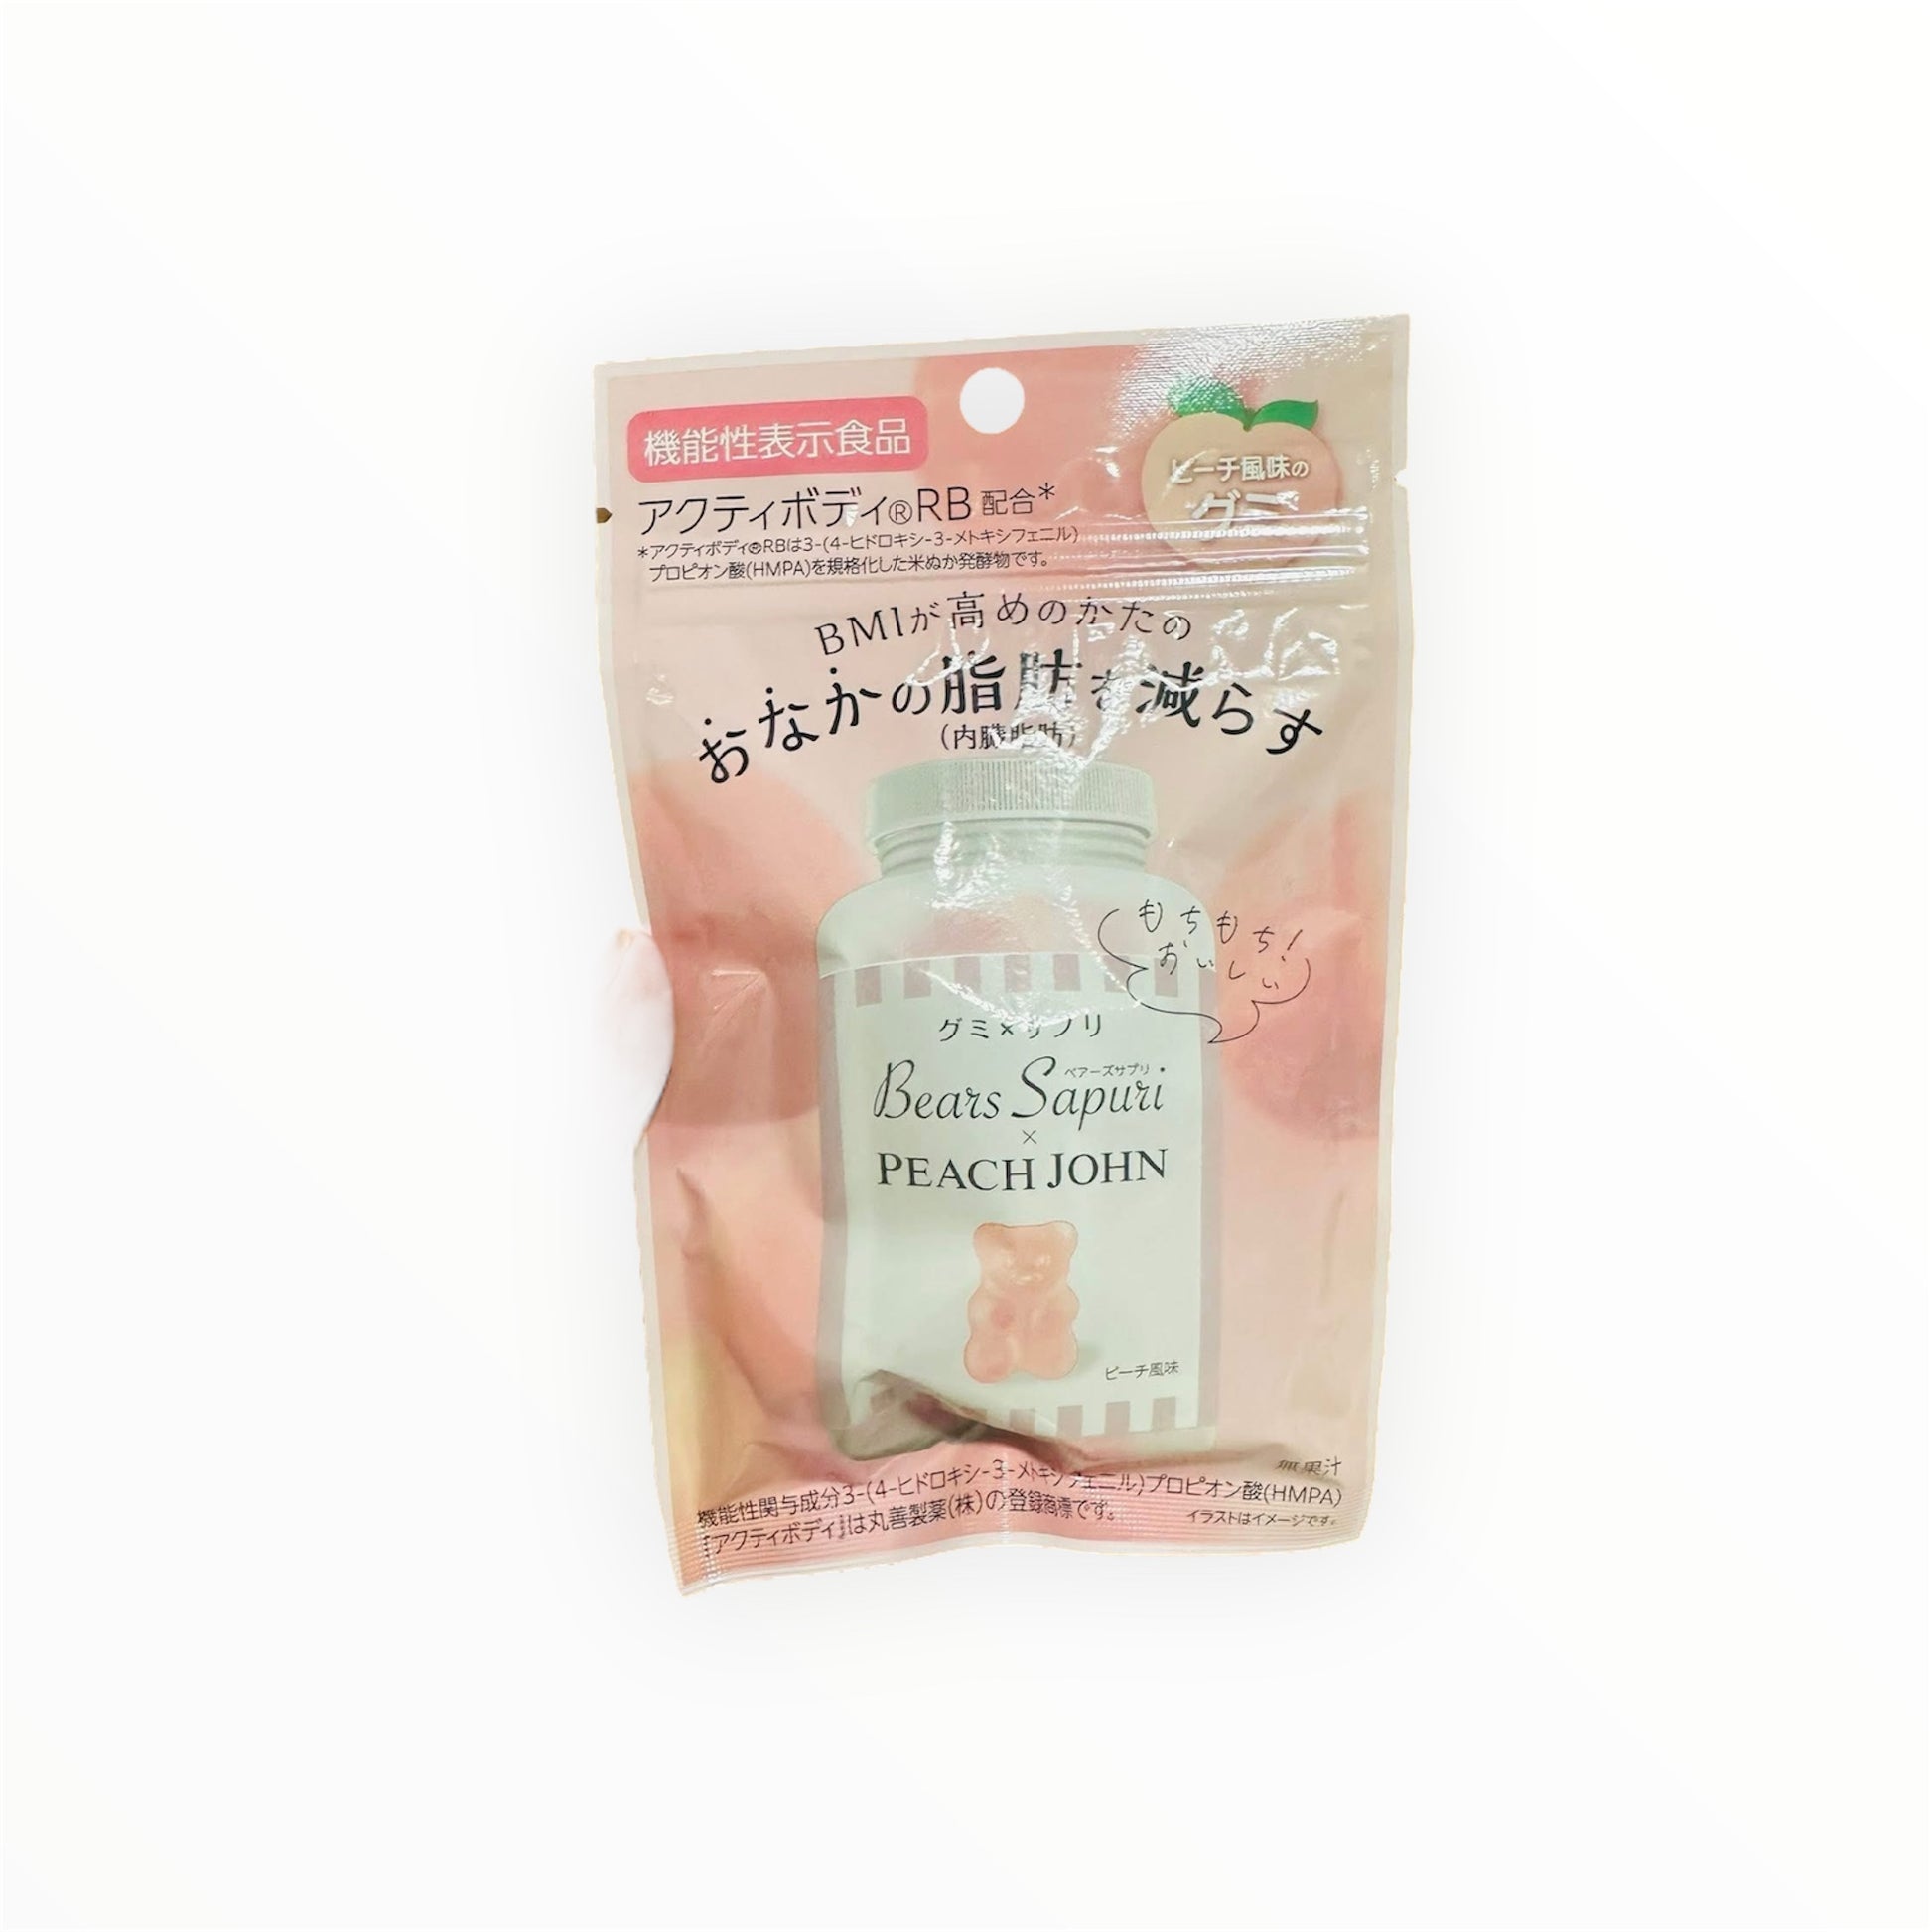 機能性表示食品
ピーチ風味の
グミ
アクティボディ®RB 配合*
*アクティボディ®RBは3-(4-ヒドロキシ-3-メトキシフェニル)
プロピオン酸(HMPA)を規格化した米ぬか発酵物です。
BMIが高めのかたの
おなかの脂肪を減らす
(内臓脂肪)
もちもち!
おいしい
グミ×サプリ
ベアーズサプリ
Bears Sapuri
×
PEACH JOHN
ピーチ風味
無果汁
機能性関与成分3-(4-ヒドロキシ-3-メトキシフェニル)プロピオン酸(HMPA)
「アクティボディ」は丸善製薬(株)の登録商標です。
イラストはイメージです。